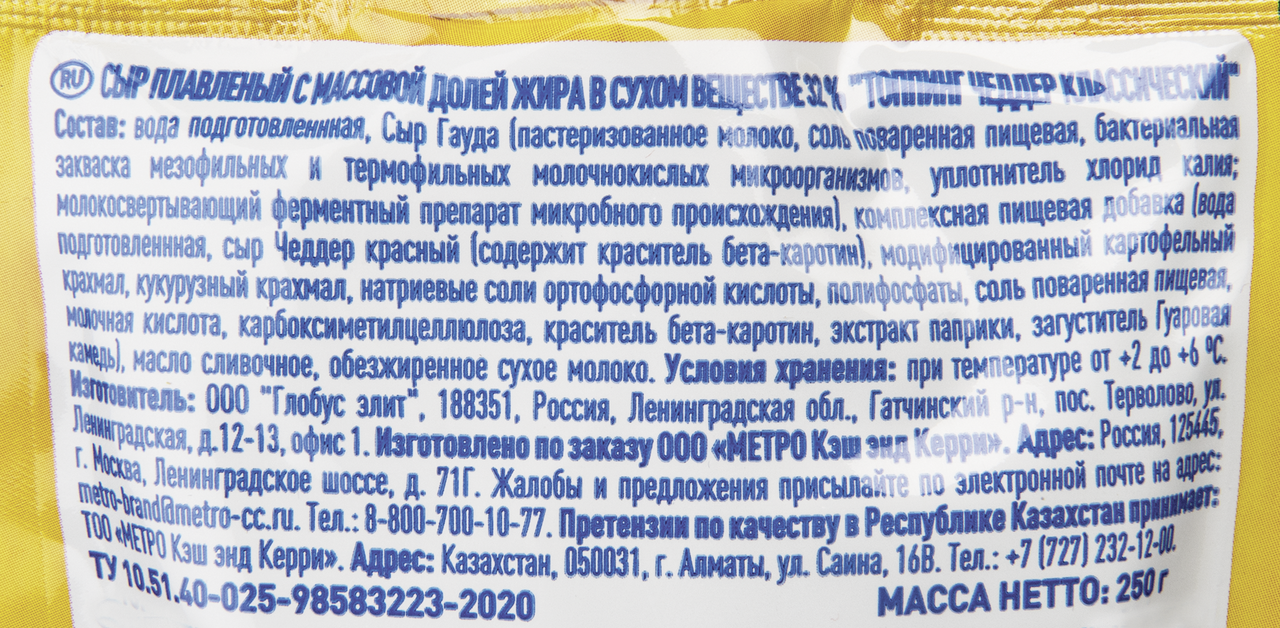 RU СЫР ПЛАВЛЕНЫЙ С МАССОВОЙ ДОЛЕЙ ЖИРА В СУХОМ ВЕЩЕСТВЕ 32% "ТОППИНГ ЧЕДДЕР КЛАССИЧЕСКИЙ"
Состав: вода подготовленнная, Сыр Гауда (пастеризованное молоко, соль поваренная пищевая, бактериальная
закваска мезофильных и термофильных молочнокислых микроорганизмов, уплотнитель хлорид калия;
молокосвертывающий ферментный препарат микробного происхождения), комплексная пищевая добавка (вода
подготовленнная, сыр Чеддер красный (содержит краситель бета-каротин), модифицированный картофельный
крахмал, кукурузный крахмал, натриевые соли ортофосфорной кислоты, полифосфаты, соль поваренная пищевая,
молочная кислота, карбоксиметилцеллюлоза, краситель бета-каротин, экстракт паприки, загуститель Гуаровая
камедь), масло сливочное, обезжиренное сухое молоко. Условия хранения: при температуре от +2 до +6 °С.
Изготовитель: ООО "Глобус элит", 188351, Россия, Ленинградская обл., Гатчинский р-н, пос. Терволово, ул.
Ленинградская, д.12-13, офис 1. Изготовлено по заказу ООО «МЕТРО Кэш энд Керри». Адрес: Россия, 125445,
г. Москва, Ленинградское шоссе, д. 71Г. Жалобы и предложения присылайте по электронной почте на адрес:
metro-brand@metro-cc.ru. Тел.: 8-800-700-10-77. Претензии по качеству в Республике Казахстан принимает:
ТОО «МЕТРО Кэш энд Керри». Адрес: Казахстан, 050031, г. Алматы, ул. Саина, 16В. Тел.: +7 (727) 232-12-00.
ТУ 10.51.40-025-98583223-2020 МАССА НЕТТО: 250 г